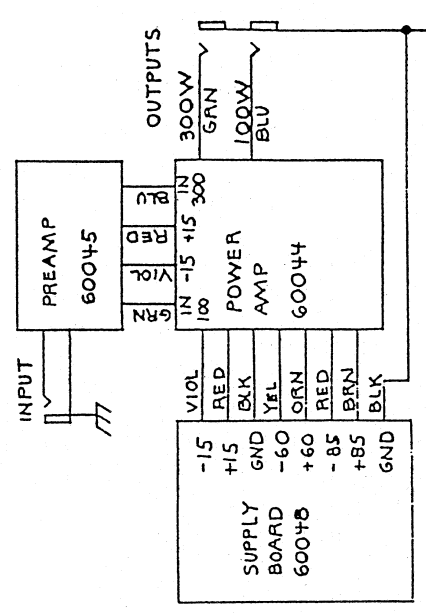 OUTPUTS
300W
GRN
100W
BLU
PREAMP
60045
BLU
RED
VIOL
GRN
IN
300
+15
-15
IN
100
POWER
AMP
60044
INPUT
VIOL
RED
BLK
YEL
ORN
RED
BRN
BLK
-15
+15
GND
-60
+60
-85
+85
GND
SUPPLY
BOARD
60048